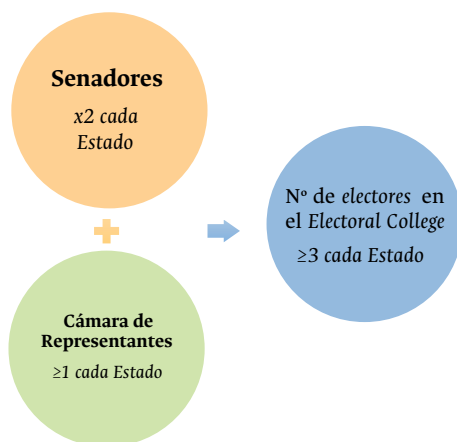 Senadores
x2 cada
Estado
Nº de electores en
el Electoral College
≥3 cada Estado
Cámara de
Representantes
≥1 cada Estado